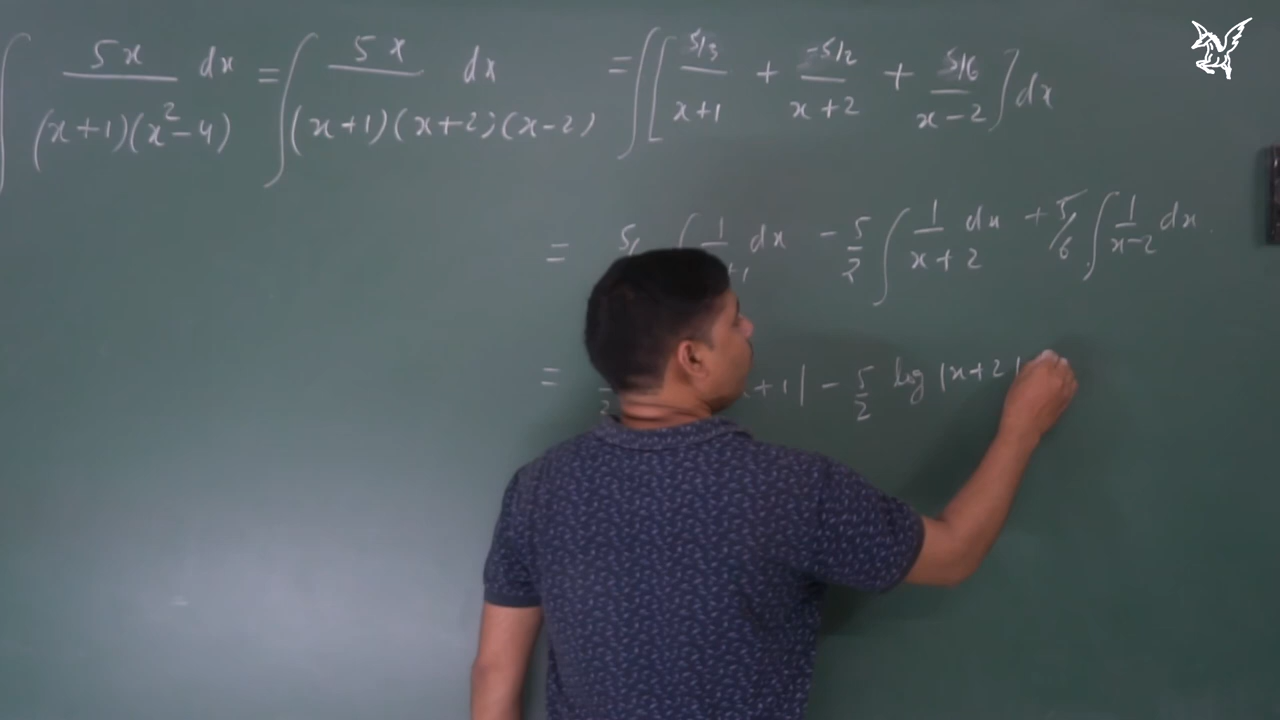 ∫ 5x / (x+1)(x²-4) dx = ∫ 5x / (x+1)(x+2)(x-2) dx = ∫ [ 5/3 / x+1 + -5/2 / x+2 + 5/6 / x-2 ] dx
= 5/ ∫ 1 / +1 dx - 5/2 ∫ 1 / x+2 dx + 5/6 ∫ 1 / x-2 dx
= +1| - 5/2 log |x+2|